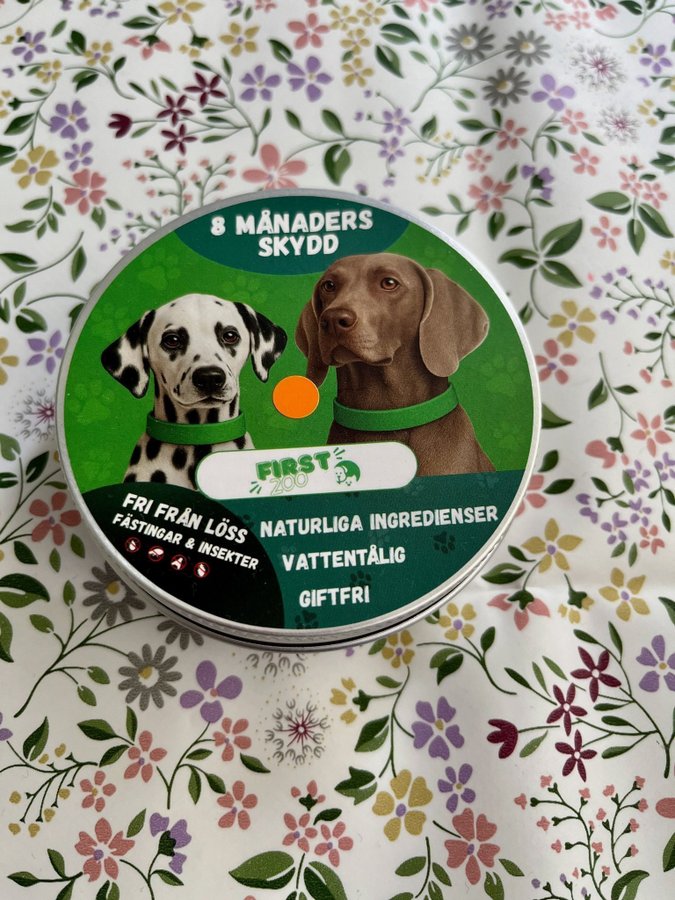 8 MÅNADERS
SKYDD
FIRST
ZOO
FRI FRÅN LÖSS
FÄSTINGAR & INSEKTER
NATURLIGA INGREDIENSER
VATTENTÅLIG
GIFTFRI